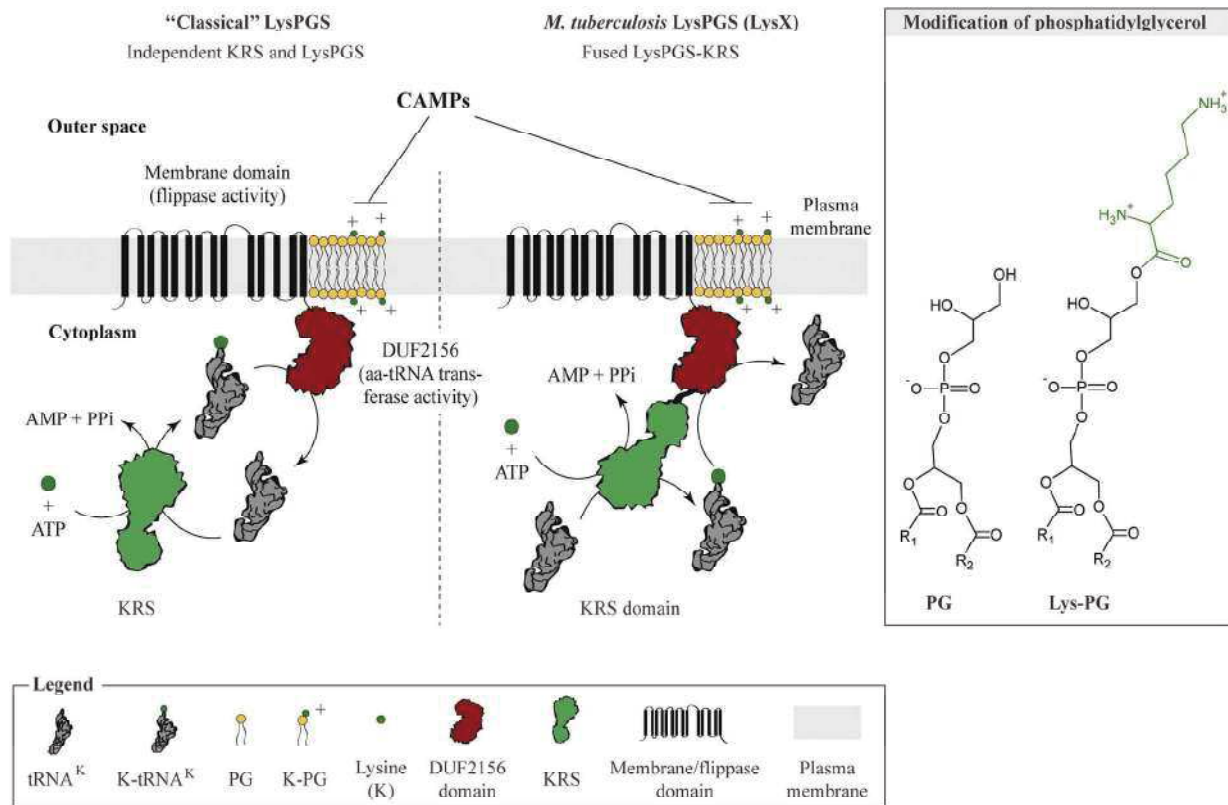 “Classical” LysPGS
Independent KRS and LysPGS
M. tuberculosis LysPGS (LysX)
Fused LysPGS-KRS
CAMPs
Outer space
Membrane domain
(flippase activity)
+
+
+
+
Plasma
membrane
+
+
+
+
Cytoplasm
DUF2156
(aa-tRNA trans-
ferase activity)
AMP + PPi
+
ATP
KRS
AMP + PPi
+
ATP
KRS domain
Modification of phosphatidylglycerol
NH3+
H3N+
O
O
OH
HO
HO
O
O
-O-P=O
-O-P=O
O
O
O
O
O
O
O
O
R1
R2
R1
R2
PG
Lys-PG
Legend
+
tRNAK
K-tRNAK
PG
K-PG
Lysine
(K)
DUF2156
domain
KRS
Membrane/flippase
domain
Plasma
membrane